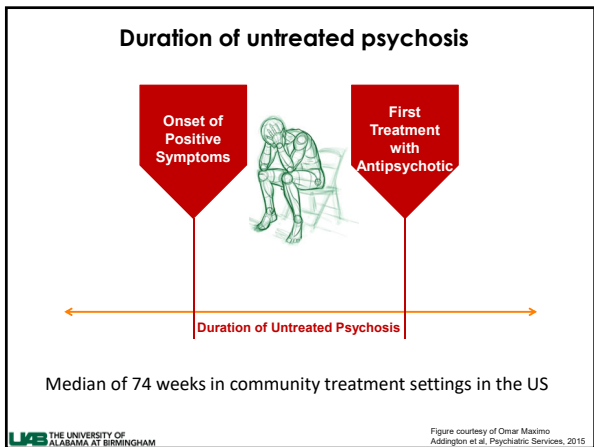 Duration of untreated psychosis
Onset of
Positive
Symptoms
First
Treatment
with
Antipsychotic
Duration of Untreated Psychosis
Median of 74 weeks in community treatment settings in the US
UAB THE UNIVERSITY OF
ALABAMA AT BIRMINGHAM
Figure courtesy of Omar Maximo
Addington et al, Psychiatric Services, 2015